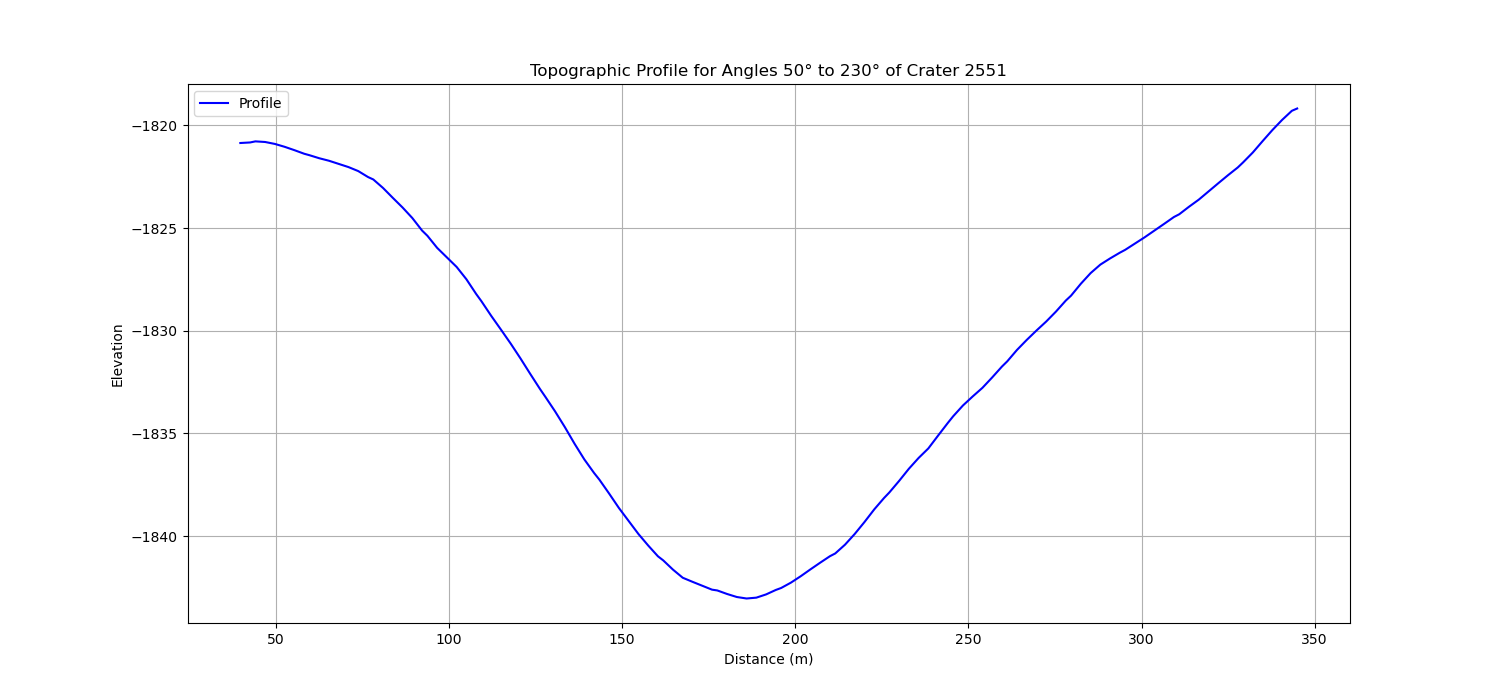 Topographic Profile for Angles 50° to 230° of Crater 2551
Profile
−1820
−1825
−1830
−1835
−1840
Elevation
50 100 150 200 250 300 350
Distance (m)